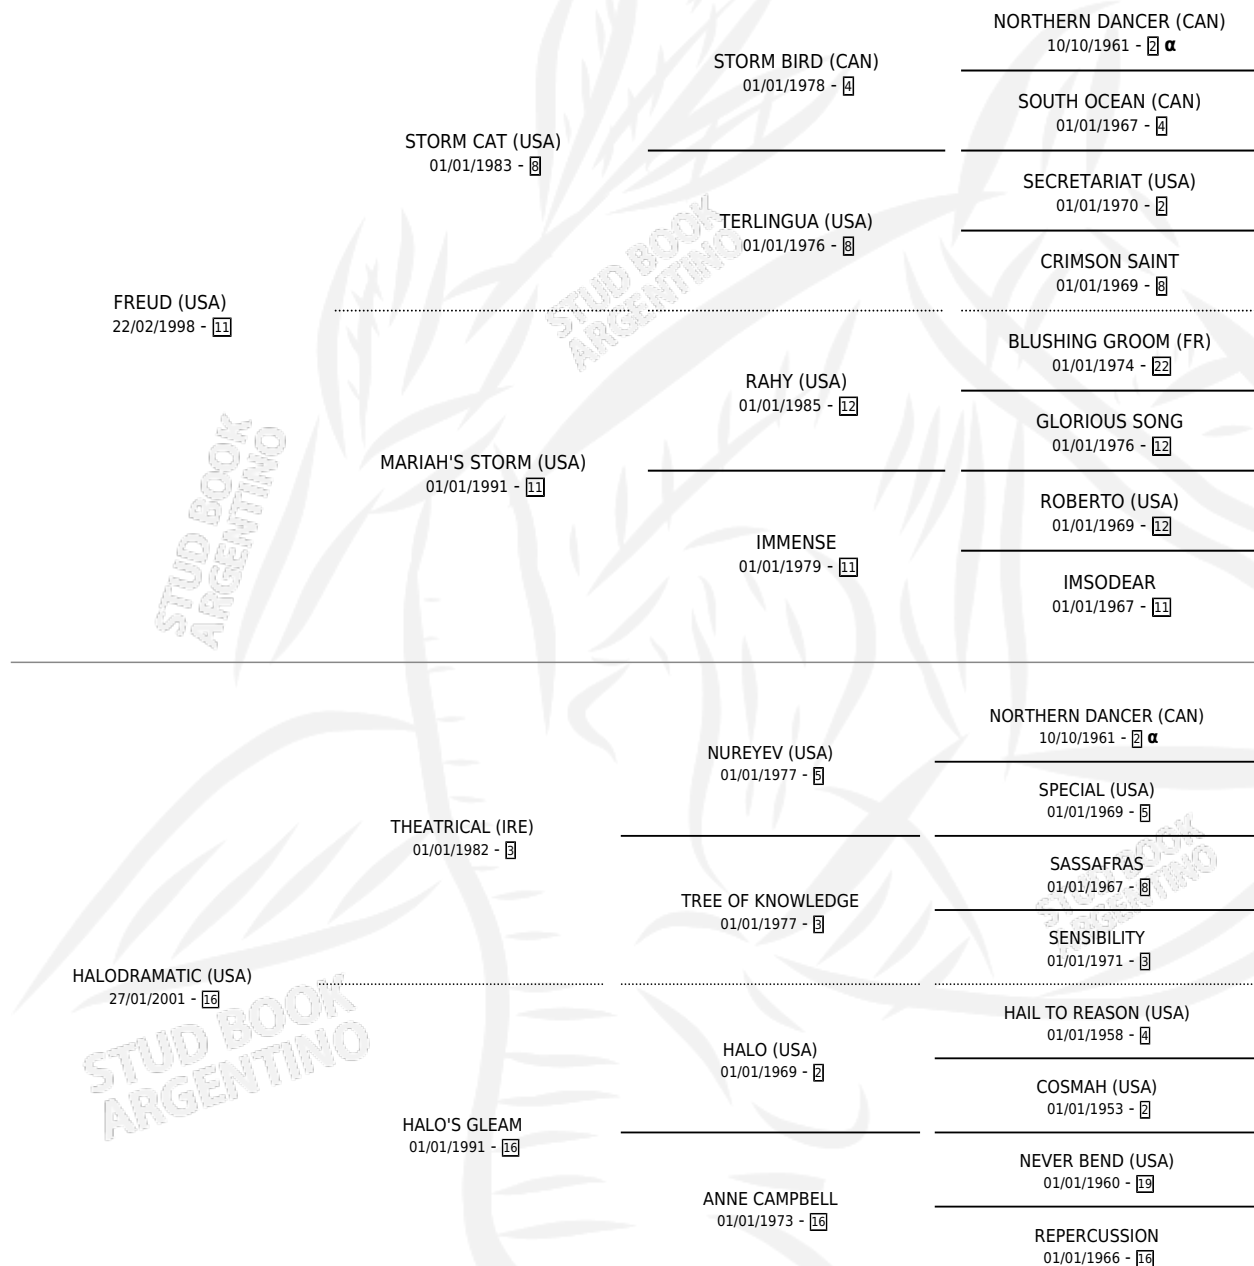 NORTHERN DANCER (CAN)
10/10/1961 - 2 α
STORM BIRD (CAN)
01/01/1978 - 4
SOUTH OCEAN (CAN)
01/01/1967 - 4
STORM CAT (USA)
01/01/1983 - 8
SECRETARIAT (USA)
01/01/1970 - 2
TERLINGUA (USA)
01/01/1976 - 8
CRIMSON SAINT
01/01/1969 - 8
FREUD (USA)
22/02/1998 - 11
BLUSHING GROOM (FR)
01/01/1974 - 22
RAHY (USA)
01/01/1985 - 12
GLORIOUS SONG
01/01/1976 - 12
MARIAH'S STORM (USA)
01/01/1991 - 11
ROBERTO (USA)
01/01/1969 - 12
IMMENSE
01/01/1979 - 11
IMSODEAR
01/01/1967 - 11
NORTHERN DANCER (CAN)
10/10/1961 - 2 α
NUREYEV (USA)
01/01/1977 - 5
SPECIAL (USA)
01/01/1969 - 5
THEATRICAL (IRE)
01/01/1982 - 3
SASSAFRAS
01/01/1967 - 8
TREE OF KNOWLEDGE
01/01/1977 - 3
SENSIBILITY
01/01/1971 - 3
HALODRAMATIC (USA)
27/01/2001 - 16
HAIL TO REASON (USA)
01/01/1958 - 4
HALO (USA)
01/01/1969 - 2
COSMAH (USA)
01/01/1953 - 2
HALO'S GLEAM
01/01/1991 - 16
NEVER BEND (USA)
01/01/1960 - 19
ANNE CAMPBELL
01/01/1973 - 16
REPERCUSSION
01/01/1966 - 16
STUD BOOK
ARGENTINO
STUD BOOK
ARGENTINO
STUD BOOK
ARGENTINO
STUD BOOK
ARGENTINO